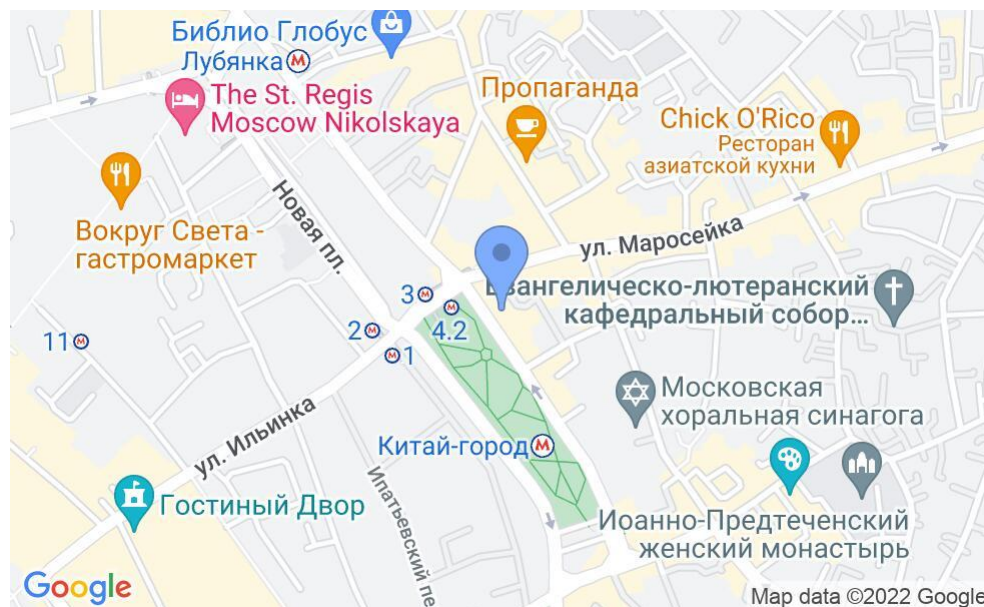 Библио Глобус
Лубянка
The St. Regis
Moscow Nikolskaya
Пропаганда
Chick O'Rico
Ресторан
азиатской кухни
Новая пл.
Вокруг Света -
гастромаркет
ул. Маросейка
3
4.2
2
1
11
вангелическо-лютеранский
кафедральный собор...
Московская
хоральная синагога
ул. Ильинка
Китай-город
Ипатьевский пе
Гостиный Двор
Иоанно-Предтеченский
женский монастырь
Google
Map data ©2022 Google